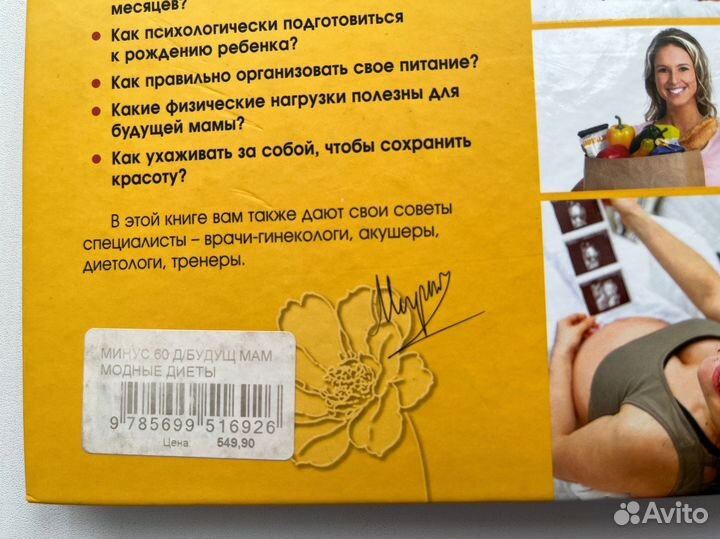 месяцев?
• Как психологически подготовиться
к рождению ребенка?
• Как правильно организовать свое питание?
• Какие физические нагрузки полезны для
будущей мамы?
• Как ухаживать за собой, чтобы сохранить
красоту?
В этой книге вам также дают свои советы
специалисты – врачи-гинекологи, акушеры,
диетологи, тренеры.
МИНУС 60 Д/БУДУЩ МАМ
МОДНЫЕ ДИЕТЫ
9 785699 516926
Цена: 549,90
Avito